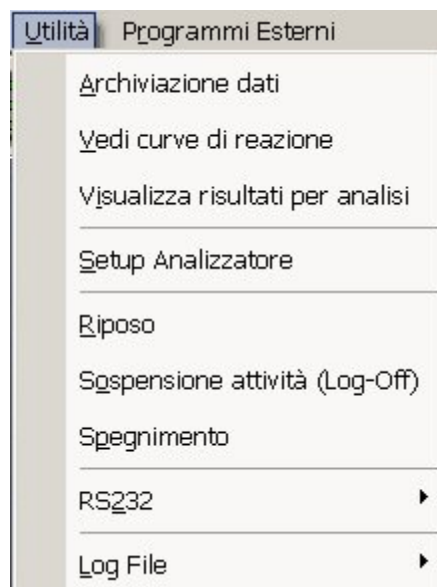 Utilità Programmi Esterni
Archiviazione dati
Vedi curve di reazione
Visualizza risultati per analisi
Setup Analizzatore
Riposo
Sospensione attività (Log-Off)
Spegnimento
RS232
Log File